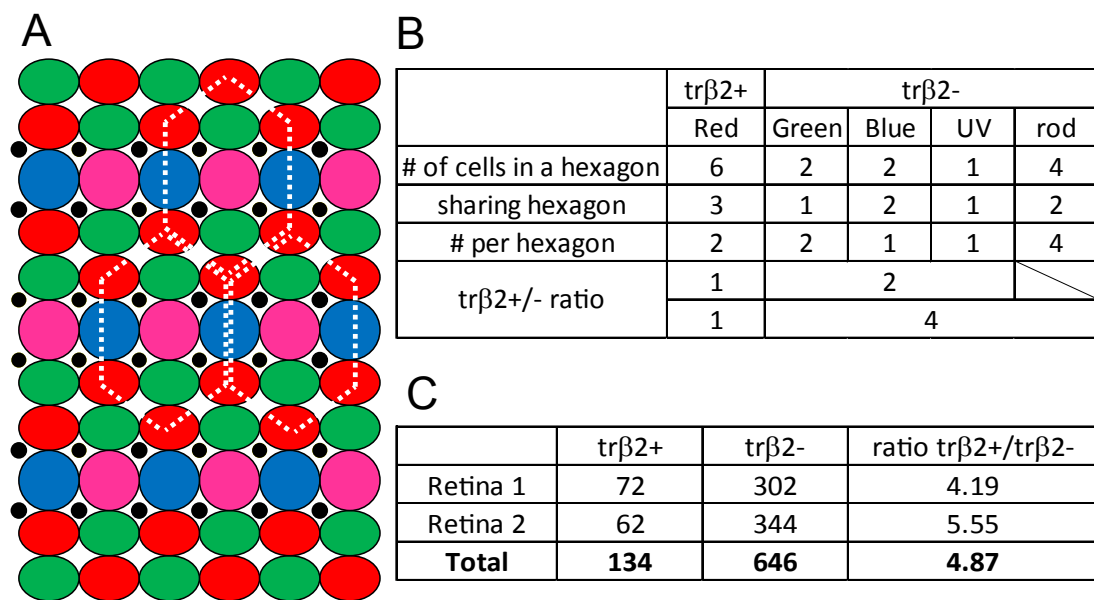 A
B
trβ2+ trβ2-
Red Green Blue UV rod
# of cells in a hexagon 6 2 2 1 4
sharing hexagon 3 1 2 1 2
# per hexagon 2 2 1 1 4
trβ2+/- ratio 1 2
1 4
C
trβ2+ trβ2- ratio trβ2+/trβ2-
Retina 1 72 302 4.19
Retina 2 62 344 5.55
Total 134 646 4.87